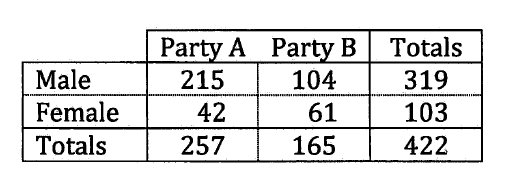 Party A Party B Totals
Male 215 104 319
Female 42 61 103
Totals 257 165 422